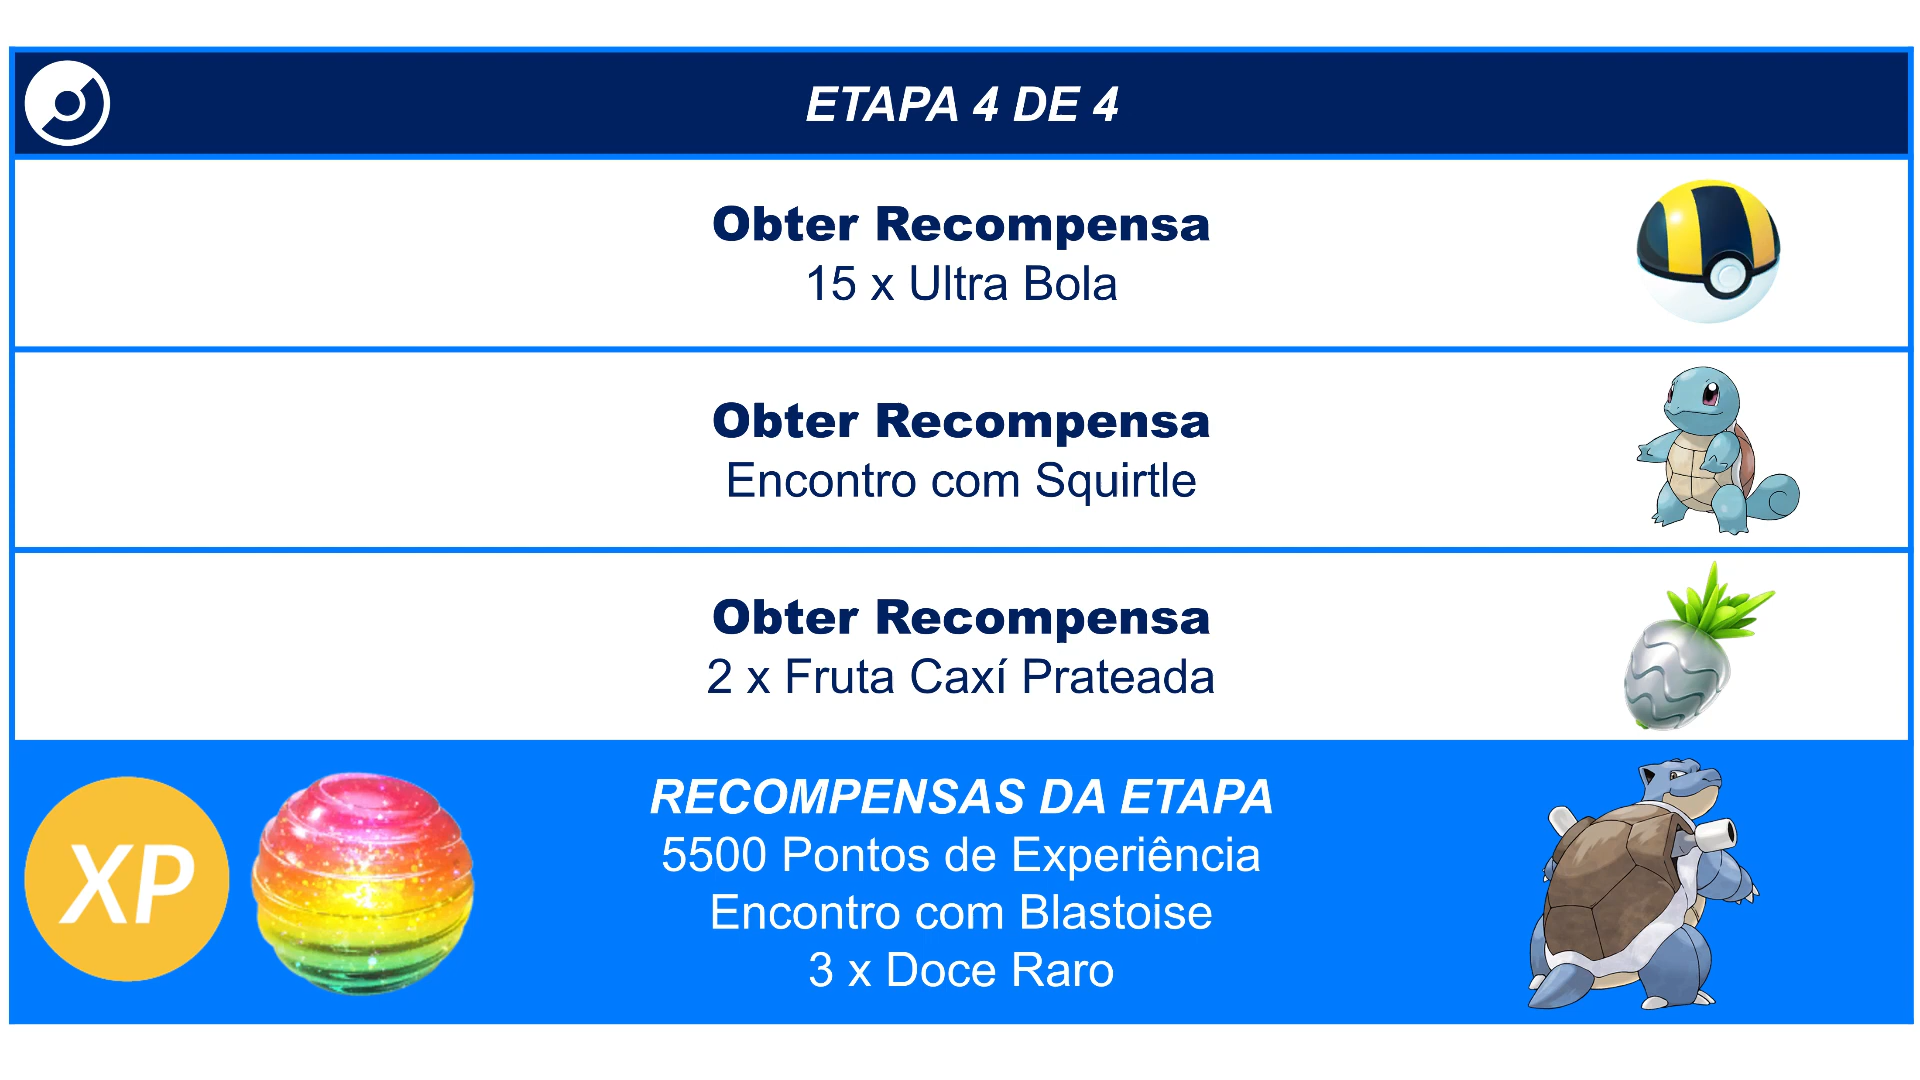 ETAPA 4 DE 4
Obter Recompensa
15 x Ultra Bola
Obter Recompensa
Encontro com Squirtle
Obter Recompensa
2 x Fruta Caxí Prateada
RECOMPENSAS DA ETAPA
XP
5500 Pontos de Experiência
Encontro com Blastoise
3 x Doce Raro